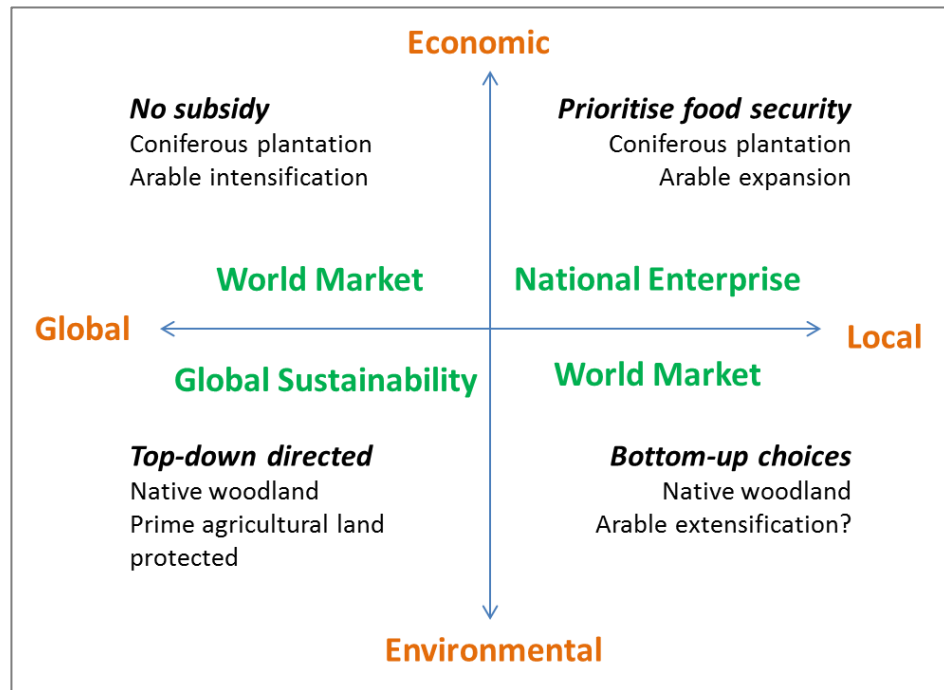 Economic
No subsidy
Coniferous plantation
Arable intensification
Prioritise food security
Coniferous plantation
Arable expansion
World Market
National Enterprise
Global
Local
Global Sustainability
World Market
Top-down directed
Native woodland
Prime agricultural land
protected
Bottom-up choices
Native woodland
Arable extensification?
Environmental